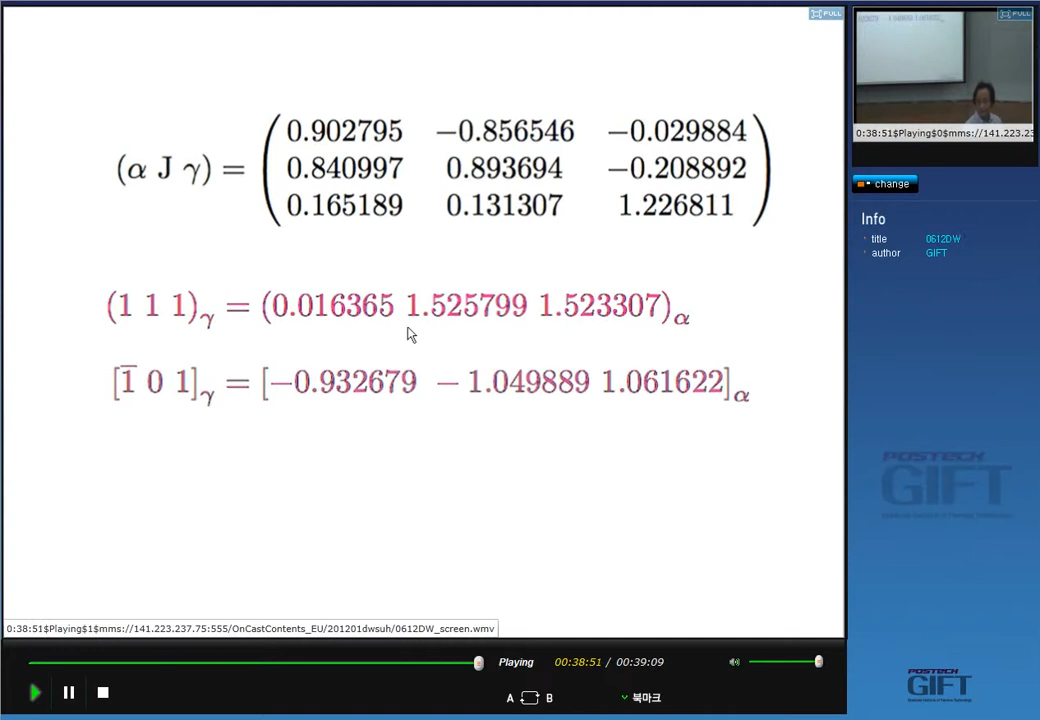 FULL
FULL
(α J γ) = ( 0.902795 −0.856546 −0.029884
0.840997 0.893694 −0.208892
0.165189 0.131307 1.226811 )
(1 1 1)γ = (0.016365 1.525799 1.523307)α
[1̅ 0 1]γ = [−0.932679 − 1.049889 1.061622]α
0:38:51$Playing$0$mms://141.223.23
change
Info
title 0612DW
author GIFT
POSTECH
GIFT
0:38:51$Playing$1$mms://141.223.237.75:555/OnCastContents_EU/201201dwsuh/0612DW_screen.wmv
Playing 00:38:51 / 00:39:09
A B 북마크
POSTECH
GIFT